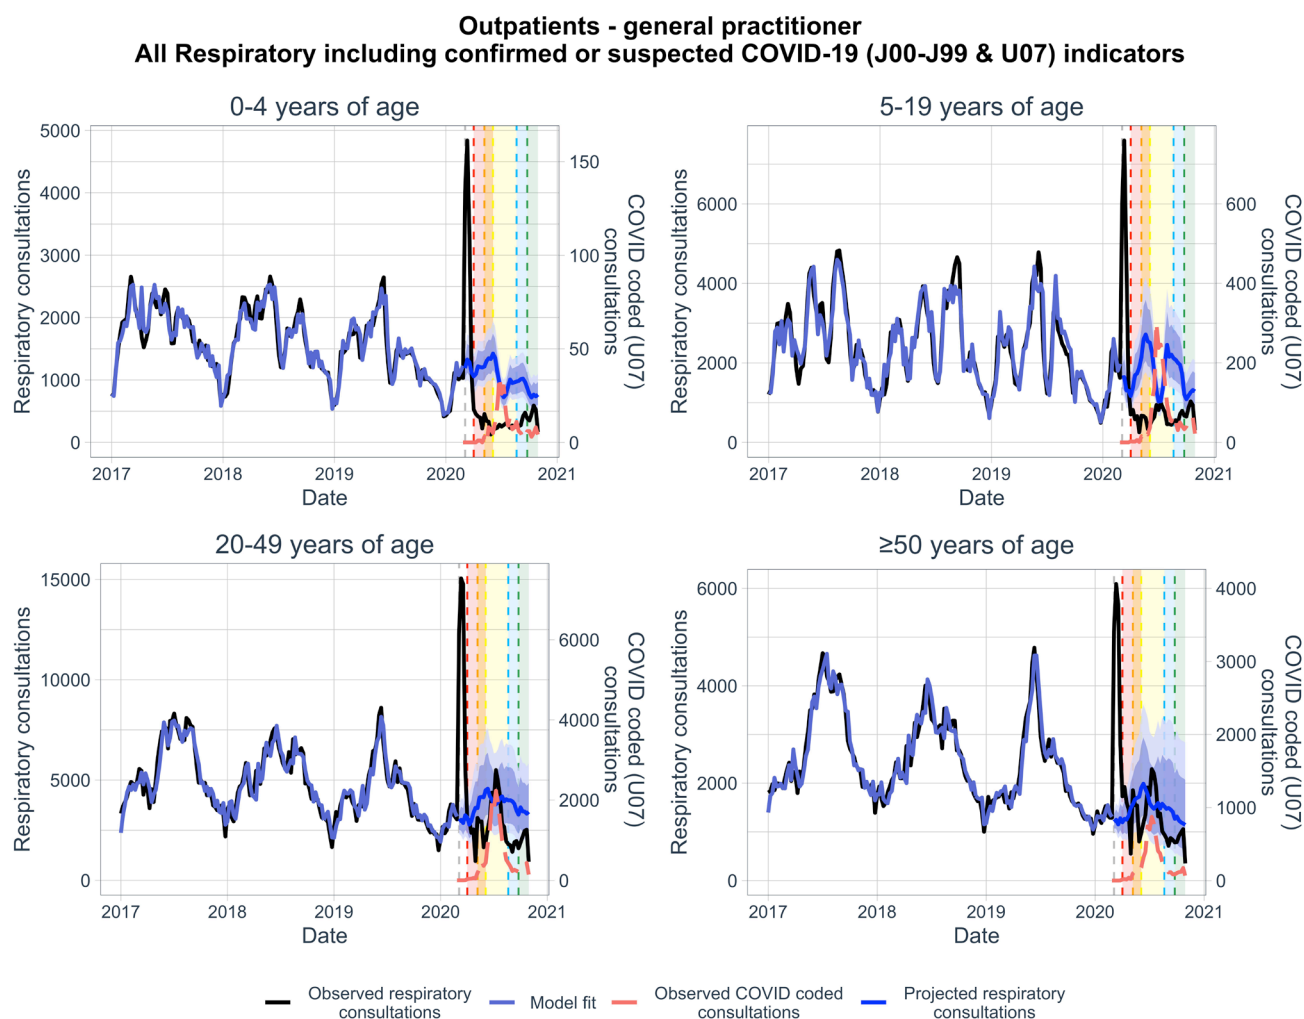 Outpatients - general practitioner
All Respiratory including confirmed or suspected COVID-19 (J00-J99 & U07) indicators
0-4 years of age
Respiratory consultations
5000
4000
3000
2000
1000
0
150
100
50
0
COVID coded (U07)
consultations
2017 2018 2019 2020 2021
Date
5-19 years of age
Respiratory consultations
6000
4000
2000
0
600
400
200
0
COVID coded (U07)
consultations
2017 2018 2019 2020 2021
Date
20-49 years of age
Respiratory consultations
15000
10000
5000
0
6000
4000
2000
0
COVID coded (U07)
consultations
2017 2018 2019 2020 2021
Date
≥50 years of age
Respiratory consultations
6000
4000
2000
0
4000
3000
2000
1000
0
COVID coded (U07)
consultations
2017 2018 2019 2020 2021
Date
Observed respiratory
consultations
Model fit
Observed COVID coded
consultations
Projected respiratory
consultations